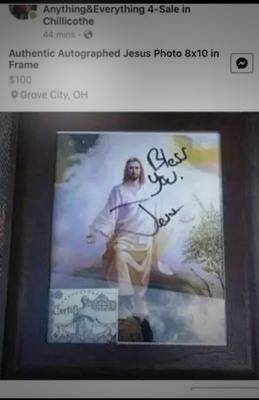 Anything&Everything 4-Sale in
Chillicothe
44 mins ·
Authentic Autographed Jesus Photo 8x10 in
Frame
$100
Grove City, OH
Bless
you.
Jesus